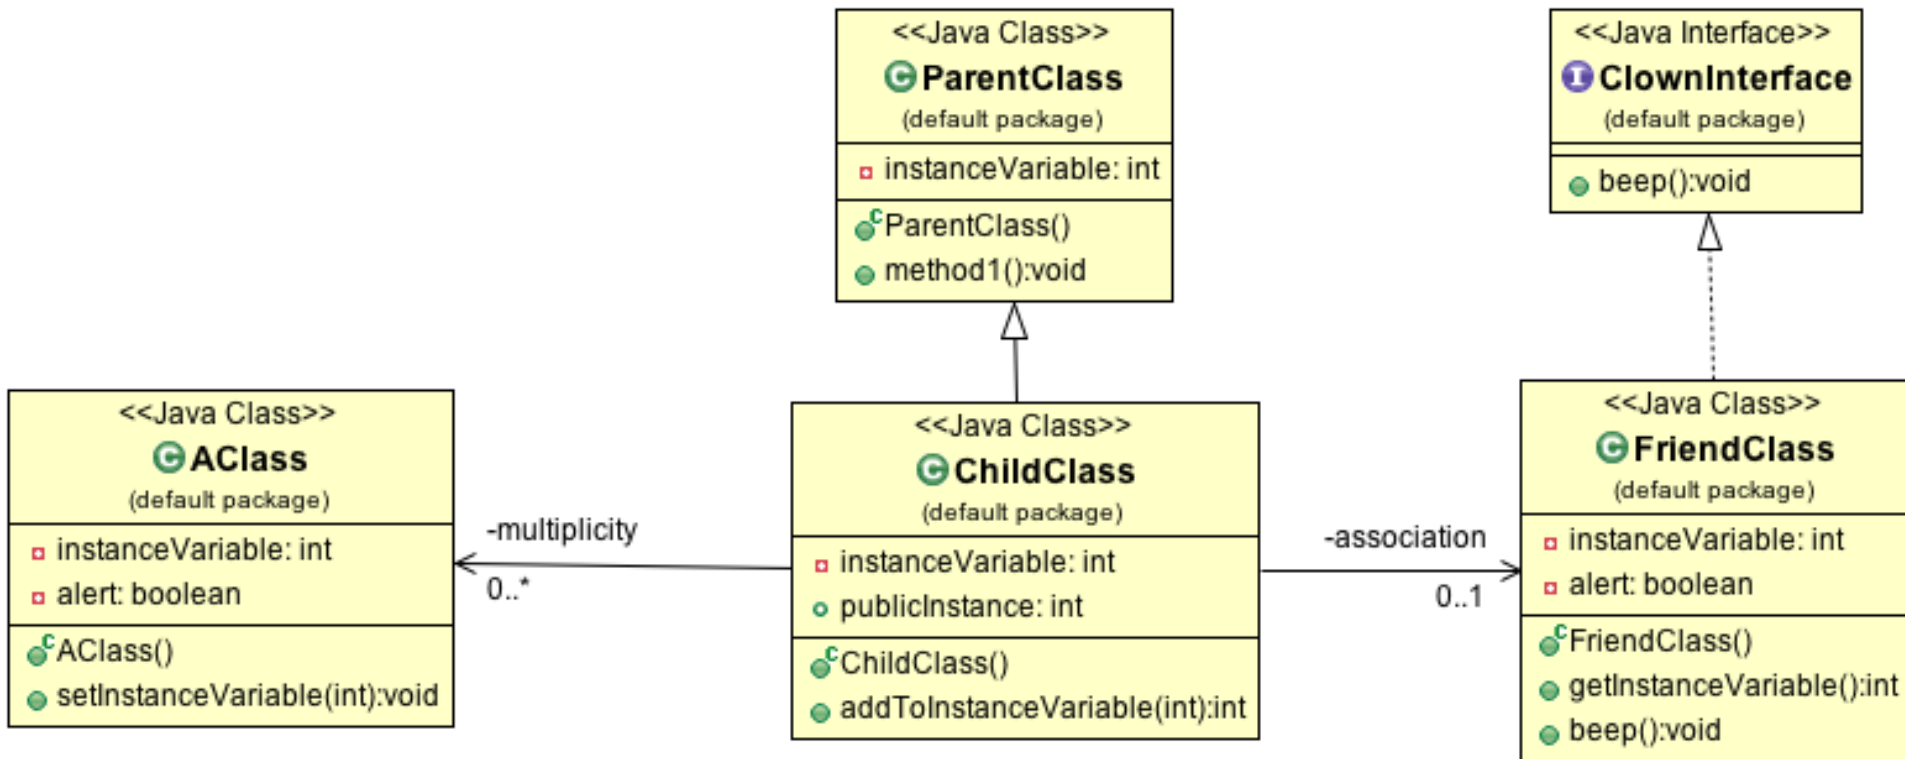 <<Java Class>>
ParentClass
(default package)
instanceVariable: int
ParentClass()
method1():void
<<Java Interface>>
ClownInterface
(default package)
beep():void
<<Java Class>>
AClass
(default package)
instanceVariable: int
alert: boolean
AClass()
setInstanceVariable(int):void
-multiplicity
0..*
<<Java Class>>
ChildClass
(default package)
instanceVariable: int
publicInstance: int
ChildClass()
addToInstanceVariable(int):int
-association
0..1
<<Java Class>>
FriendClass
(default package)
instanceVariable: int
alert: boolean
FriendClass()
getInstanceVariable():int
beep():void